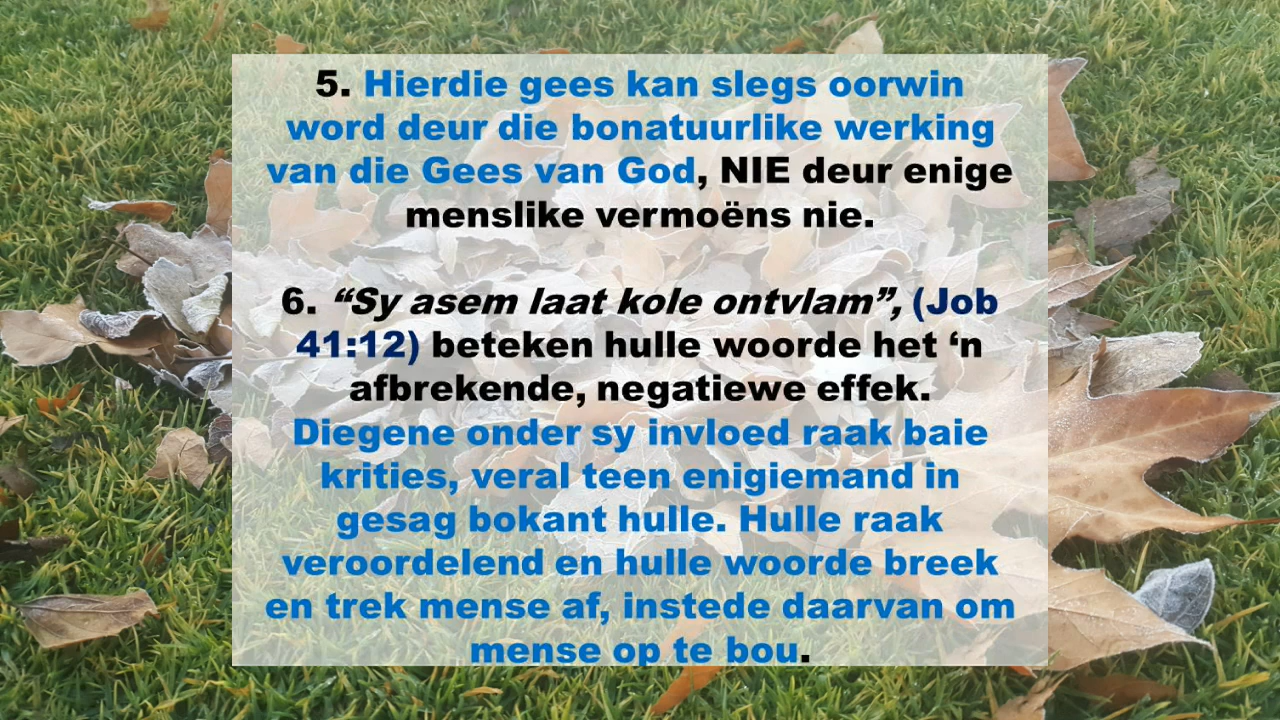 5. Hierdie gees kan slegs oorwin
word deur die bonatuurlike werking
van die Gees van God, NIE deur enige
menslike vermoëns nie.
6. “Sy asem laat kole ontvlam”, (Job
41:12) beteken hulle woorde het ‘n
afbrekende, negatiewe effek.
Diegene onder sy invloed raak baie
krities, veral teen enigiemand in
gesag bokant hulle. Hulle raak
veroordelend en hulle woorde breek
en trek mense af, instede daarvan om
mense op te bou.